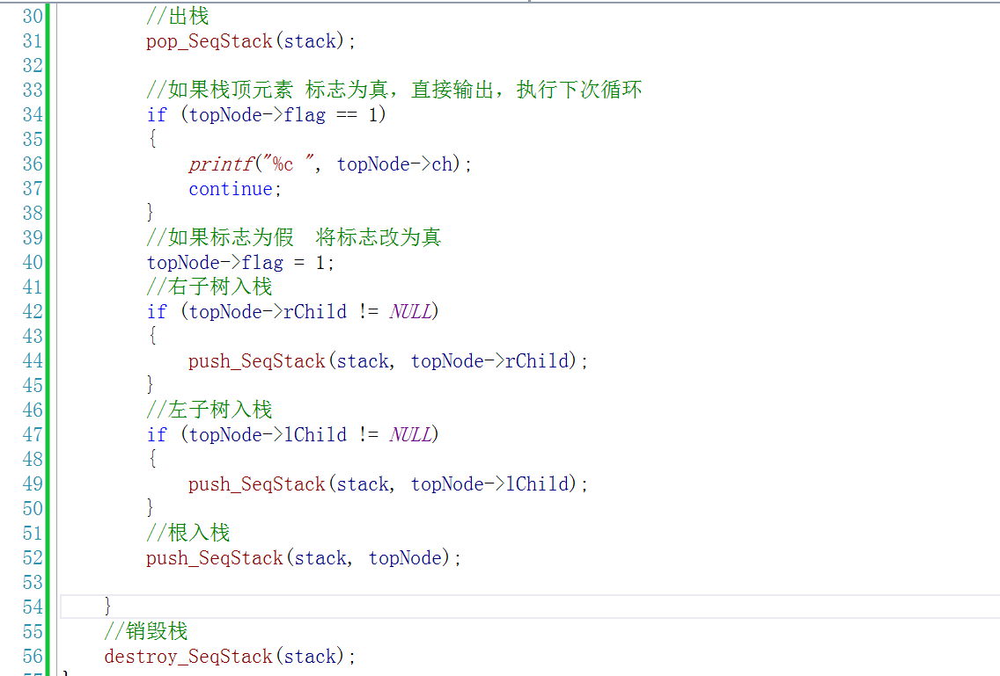 30 //出栈
31 pop_SeqStack(stack);
32
33 //如果栈顶元素 标志为真，直接输出，执行下次循环
34 if (topNode->flag == 1)
35 {
36 printf("%c ", topNode->ch);
37 continue;
38 }
39 //如果标志为假  将标志改为真
40 topNode->flag = 1;
41 //右子树入栈
42 if (topNode->rChild != NULL)
43 {
44 push_SeqStack(stack, topNode->rChild);
45 }
46 //左子树入栈
47 if (topNode->lChild != NULL)
48 {
49 push_SeqStack(stack, topNode->lChild);
50 }
51 //根入栈
52 push_SeqStack(stack, topNode);
53
54 }
55 //销毁栈
56 destroy_SeqStack(stack);